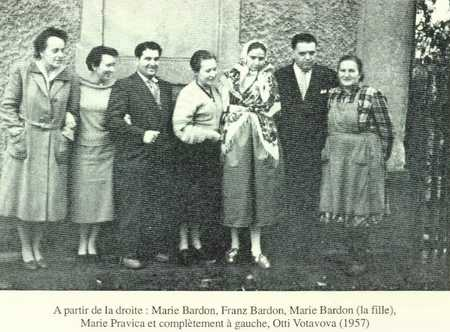 A partir de la droite : Marie Bardon, Franz Bardon, Marie Bardon (la fille),
Marie Pravica et complètement à gauche, Otti Votavova (1957)